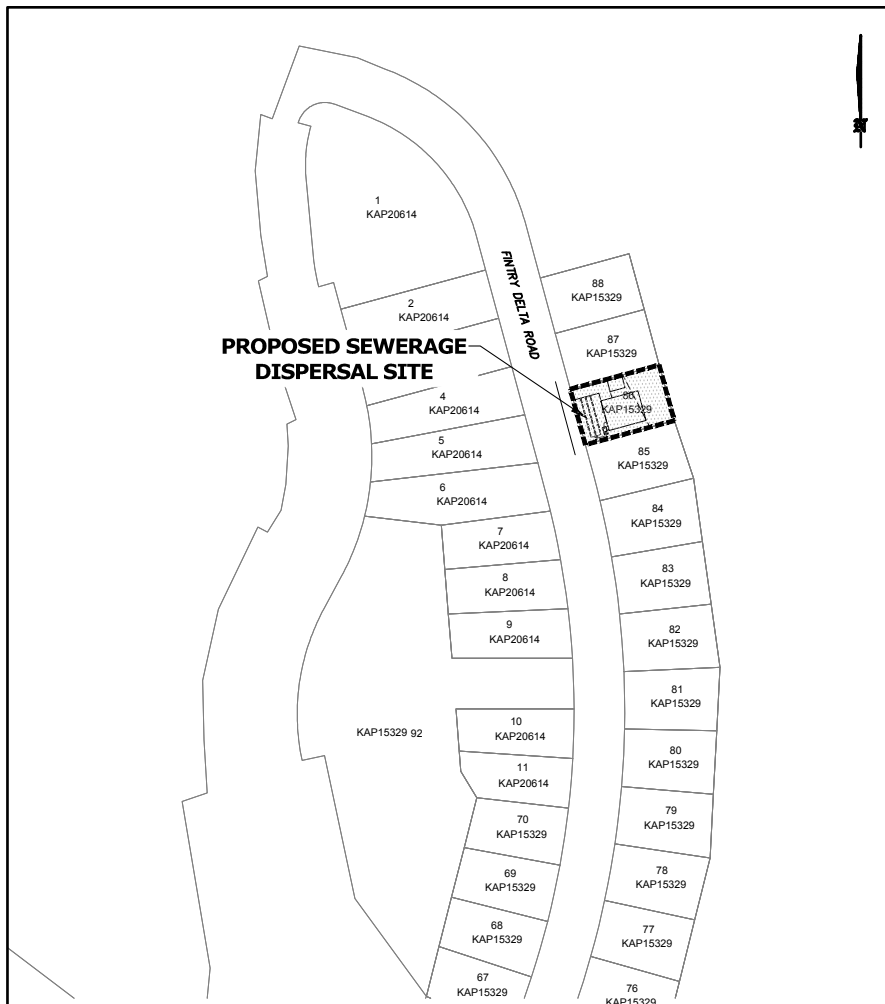 1
KAP20614
2
KAP20614
FINTRY DELTA ROAD
88
KAP15329
87
KAP15329
PROPOSED SEWERAGE
DISPERSAL SITE
86
KAP15329
4
KAP20614
5
KAP20614
85
KAP15329
6
KAP20614
84
KAP15329
7
KAP20614
83
KAP15329
8
KAP20614
9
KAP20614
82
KAP15329
81
KAP15329
KAP15329 92
10
KAP20614
80
KAP15329
11
KAP20614
79
KAP15329
70
KAP15329
78
KAP15329
69
KAP15329
77
KAP15329
68
KAP15329
67
KAP15329
76
KAP15329